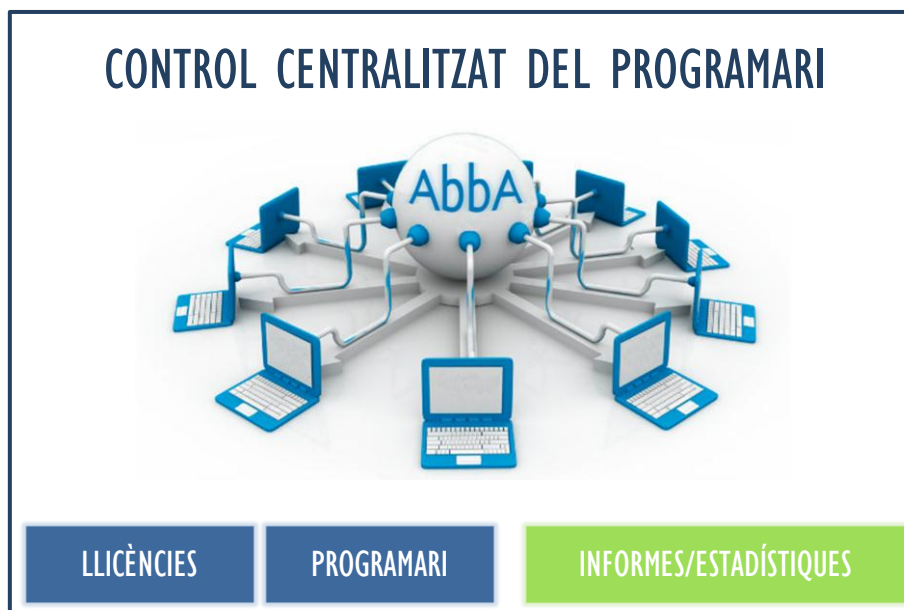 CONTROL CENTRALITZAT DEL PROGRAMARI
AbbA
LLICÈNCIES
PROGRAMARI
INFORMES/ESTADÍSTIQUES